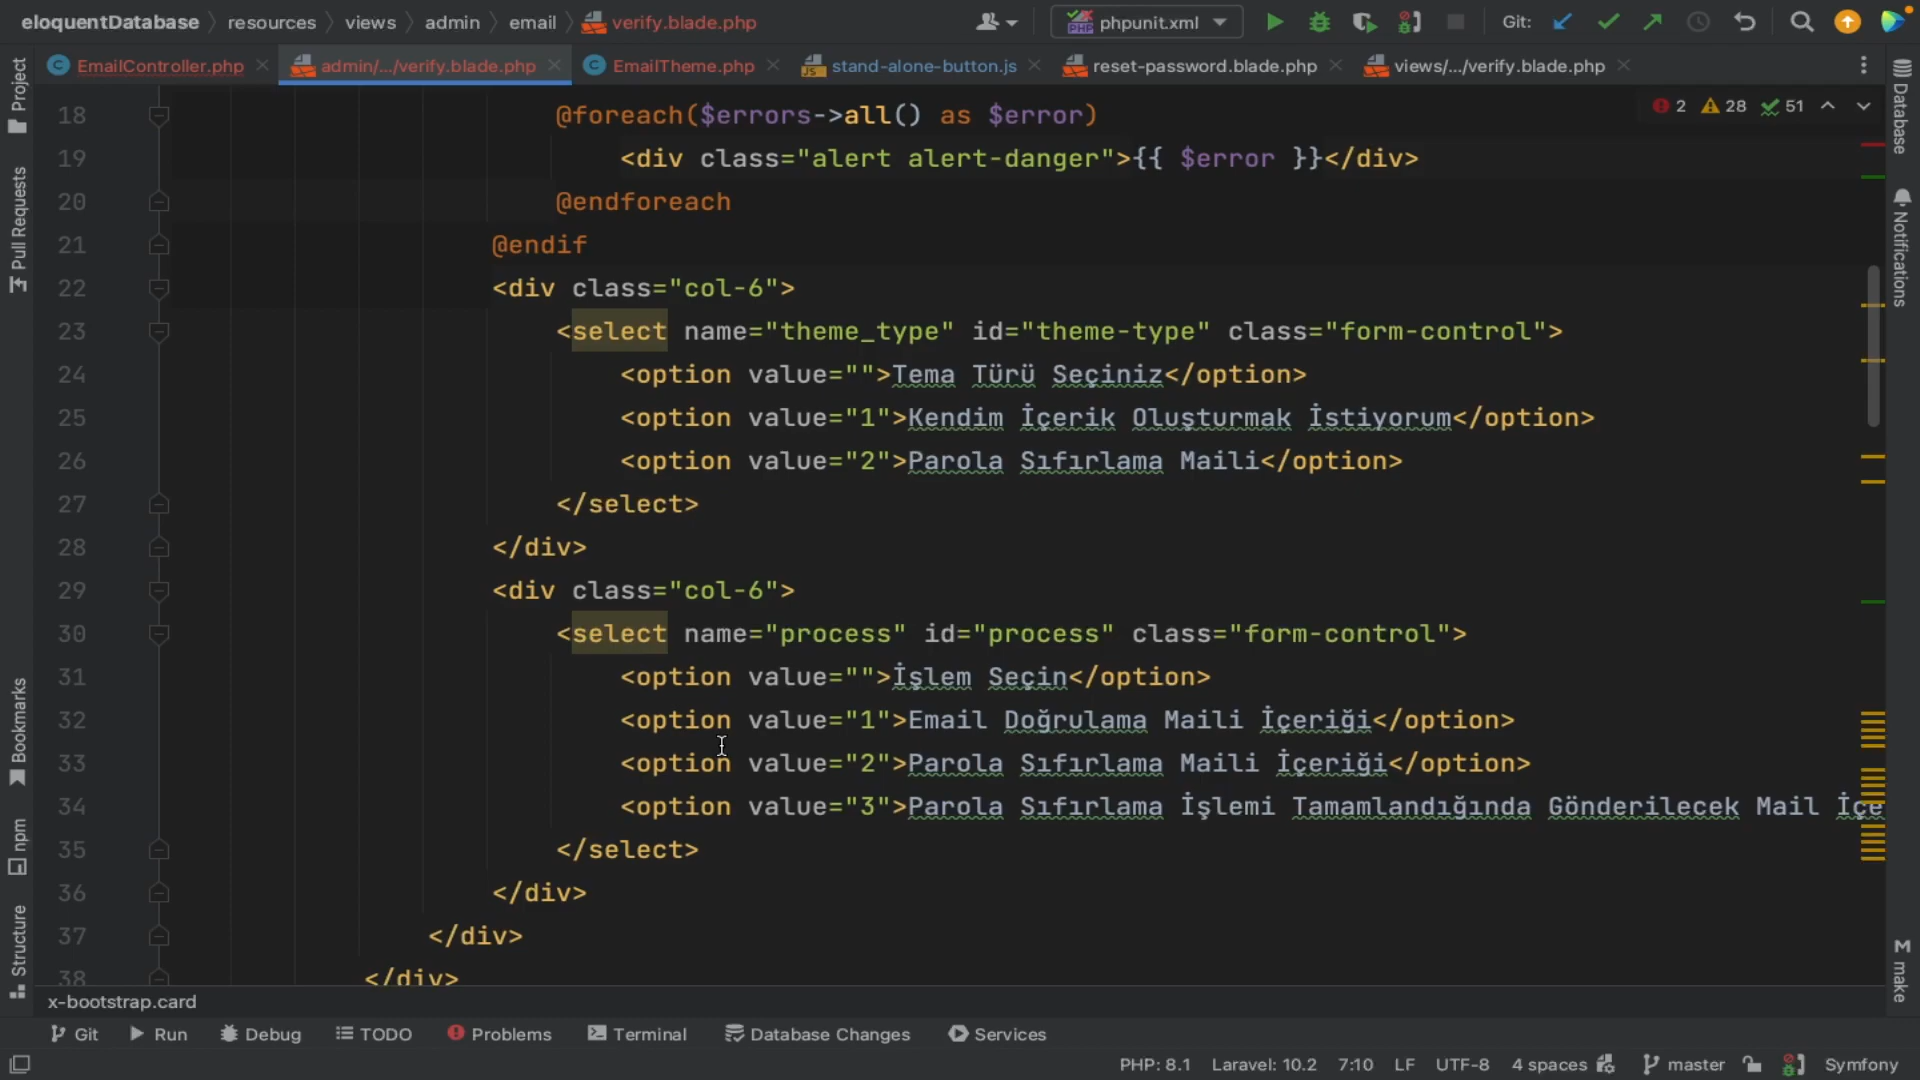 eloquentDatabase resources views admin email verify.blade.php phpunit.xml Git:
EmailController.php admin/.../verify.blade.php EmailTheme.php stand-alone-button.js reset-password.blade.php views/.../verify.blade.php
2 28 51
18 @foreach($errors->all() as $error)
19 <div class="alert alert-danger">{{ $error }}</div>
20 @endforeach
21 @endif
22 <div class="col-6">
23 <select name="theme_type" id="theme-type" class="form-control">
24 <option value="">Tema Türü Seçiniz</option>
25 <option value="1">Kendim İçerik Oluşturmak İstiyorum</option>
26 <option value="2">Parola Sıfırlama Maili</option>
27 </select>
28 </div>
29 <div class="col-6">
30 <select name="process" id="process" class="form-control">
31 <option value="">İşlem Seçin</option>
32 <option value="1">Email Doğrulama Maili İçeriği</option>
33 <option value="2">Parola Sıfırlama Maili İçeriği</option>
34 <option value="3">Parola Sıfırlama İşlemi Tamamlandığında Gönderilecek Mail İçe
35 </select>
36 </div>
37 </div>
38 </div>
Project
Pull Requests
Bookmarks
npm
Structure
Database
Notifications
make
x-bootstrap.card
Git Run Debug TODO Problems Terminal Database Changes Services
PHP: 8.1 Laravel: 10.2 7:10 LF UTF-8 4 spaces master Symfony